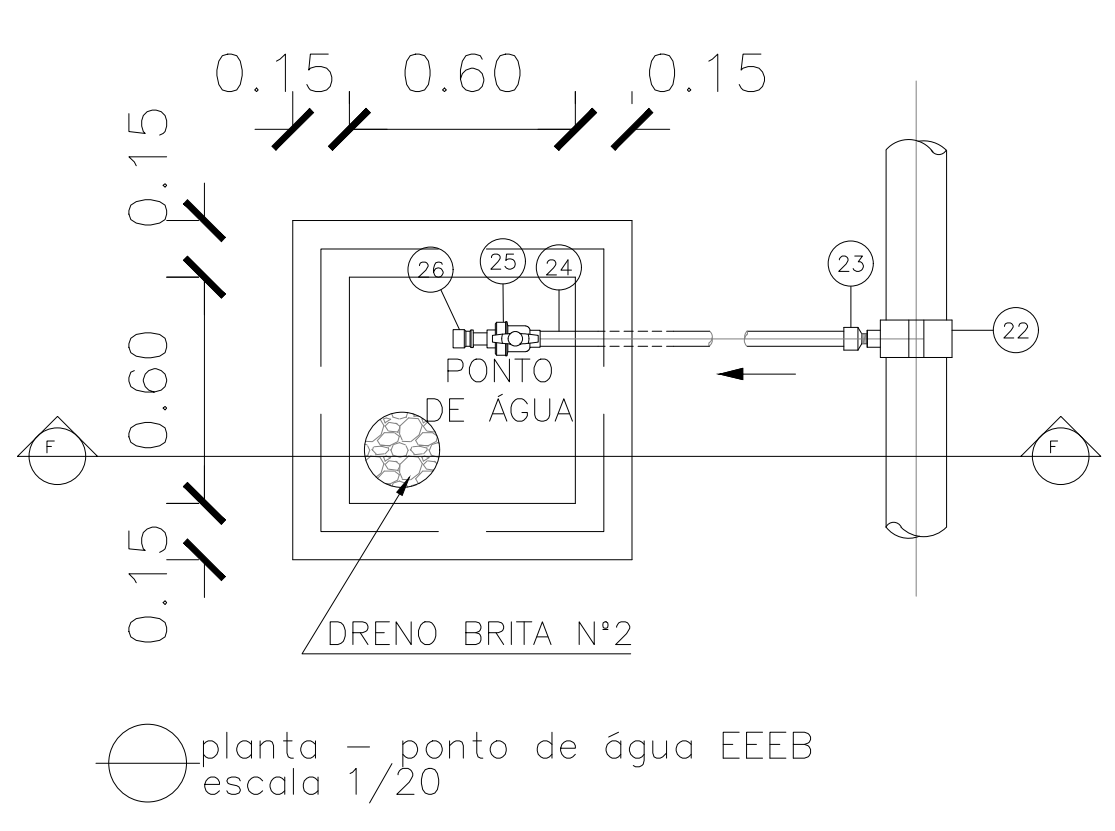 0.15
0.60
0.15
0.15
0.60
0.15
26
25
24
23
22
PONTO
DE ÁGUA
F
F
DRENO BRITA Nº2
planta - ponto de água EEEB
escala 1/20